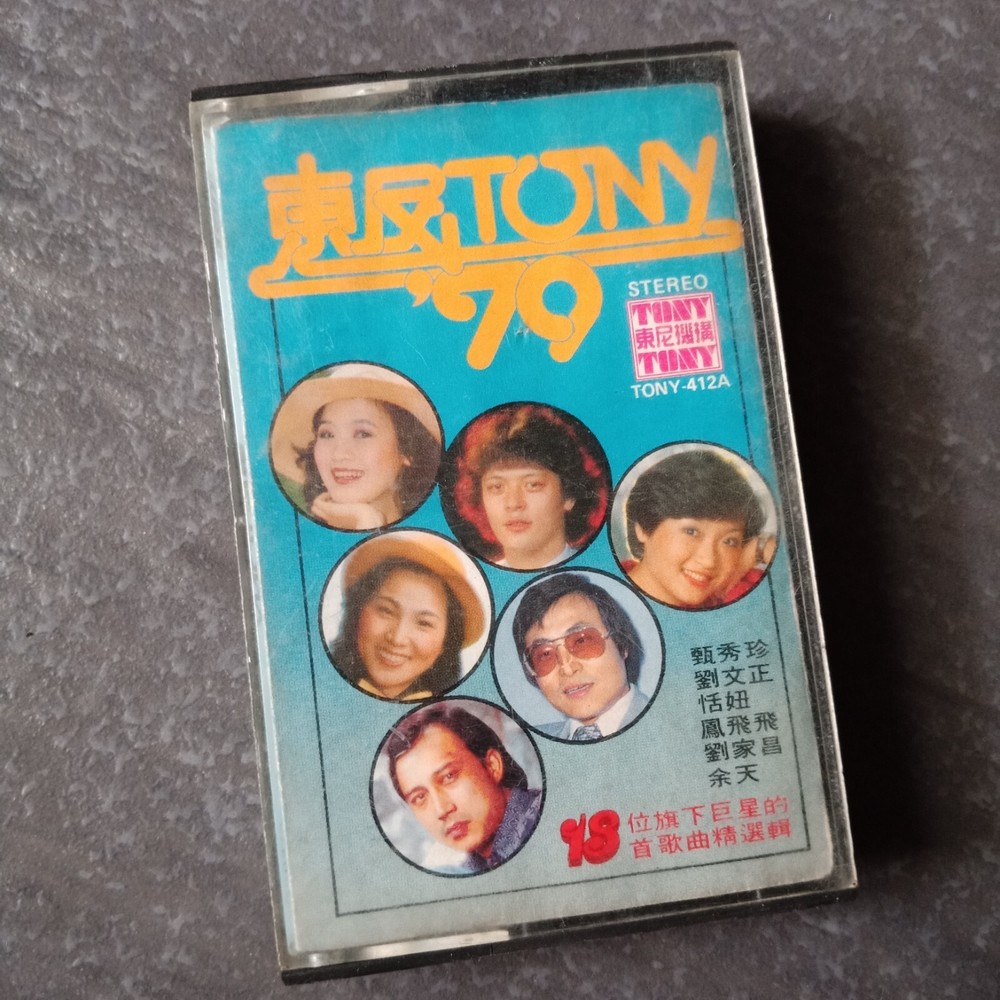 東尼TONY
'79
STEREO
TONY
東尼機構
TONY
TONY-412A
甄秀珍
劉文正
恬妞
鳳飛飛
劉家昌
余天
18位旗下巨星的
首歌曲精選輯